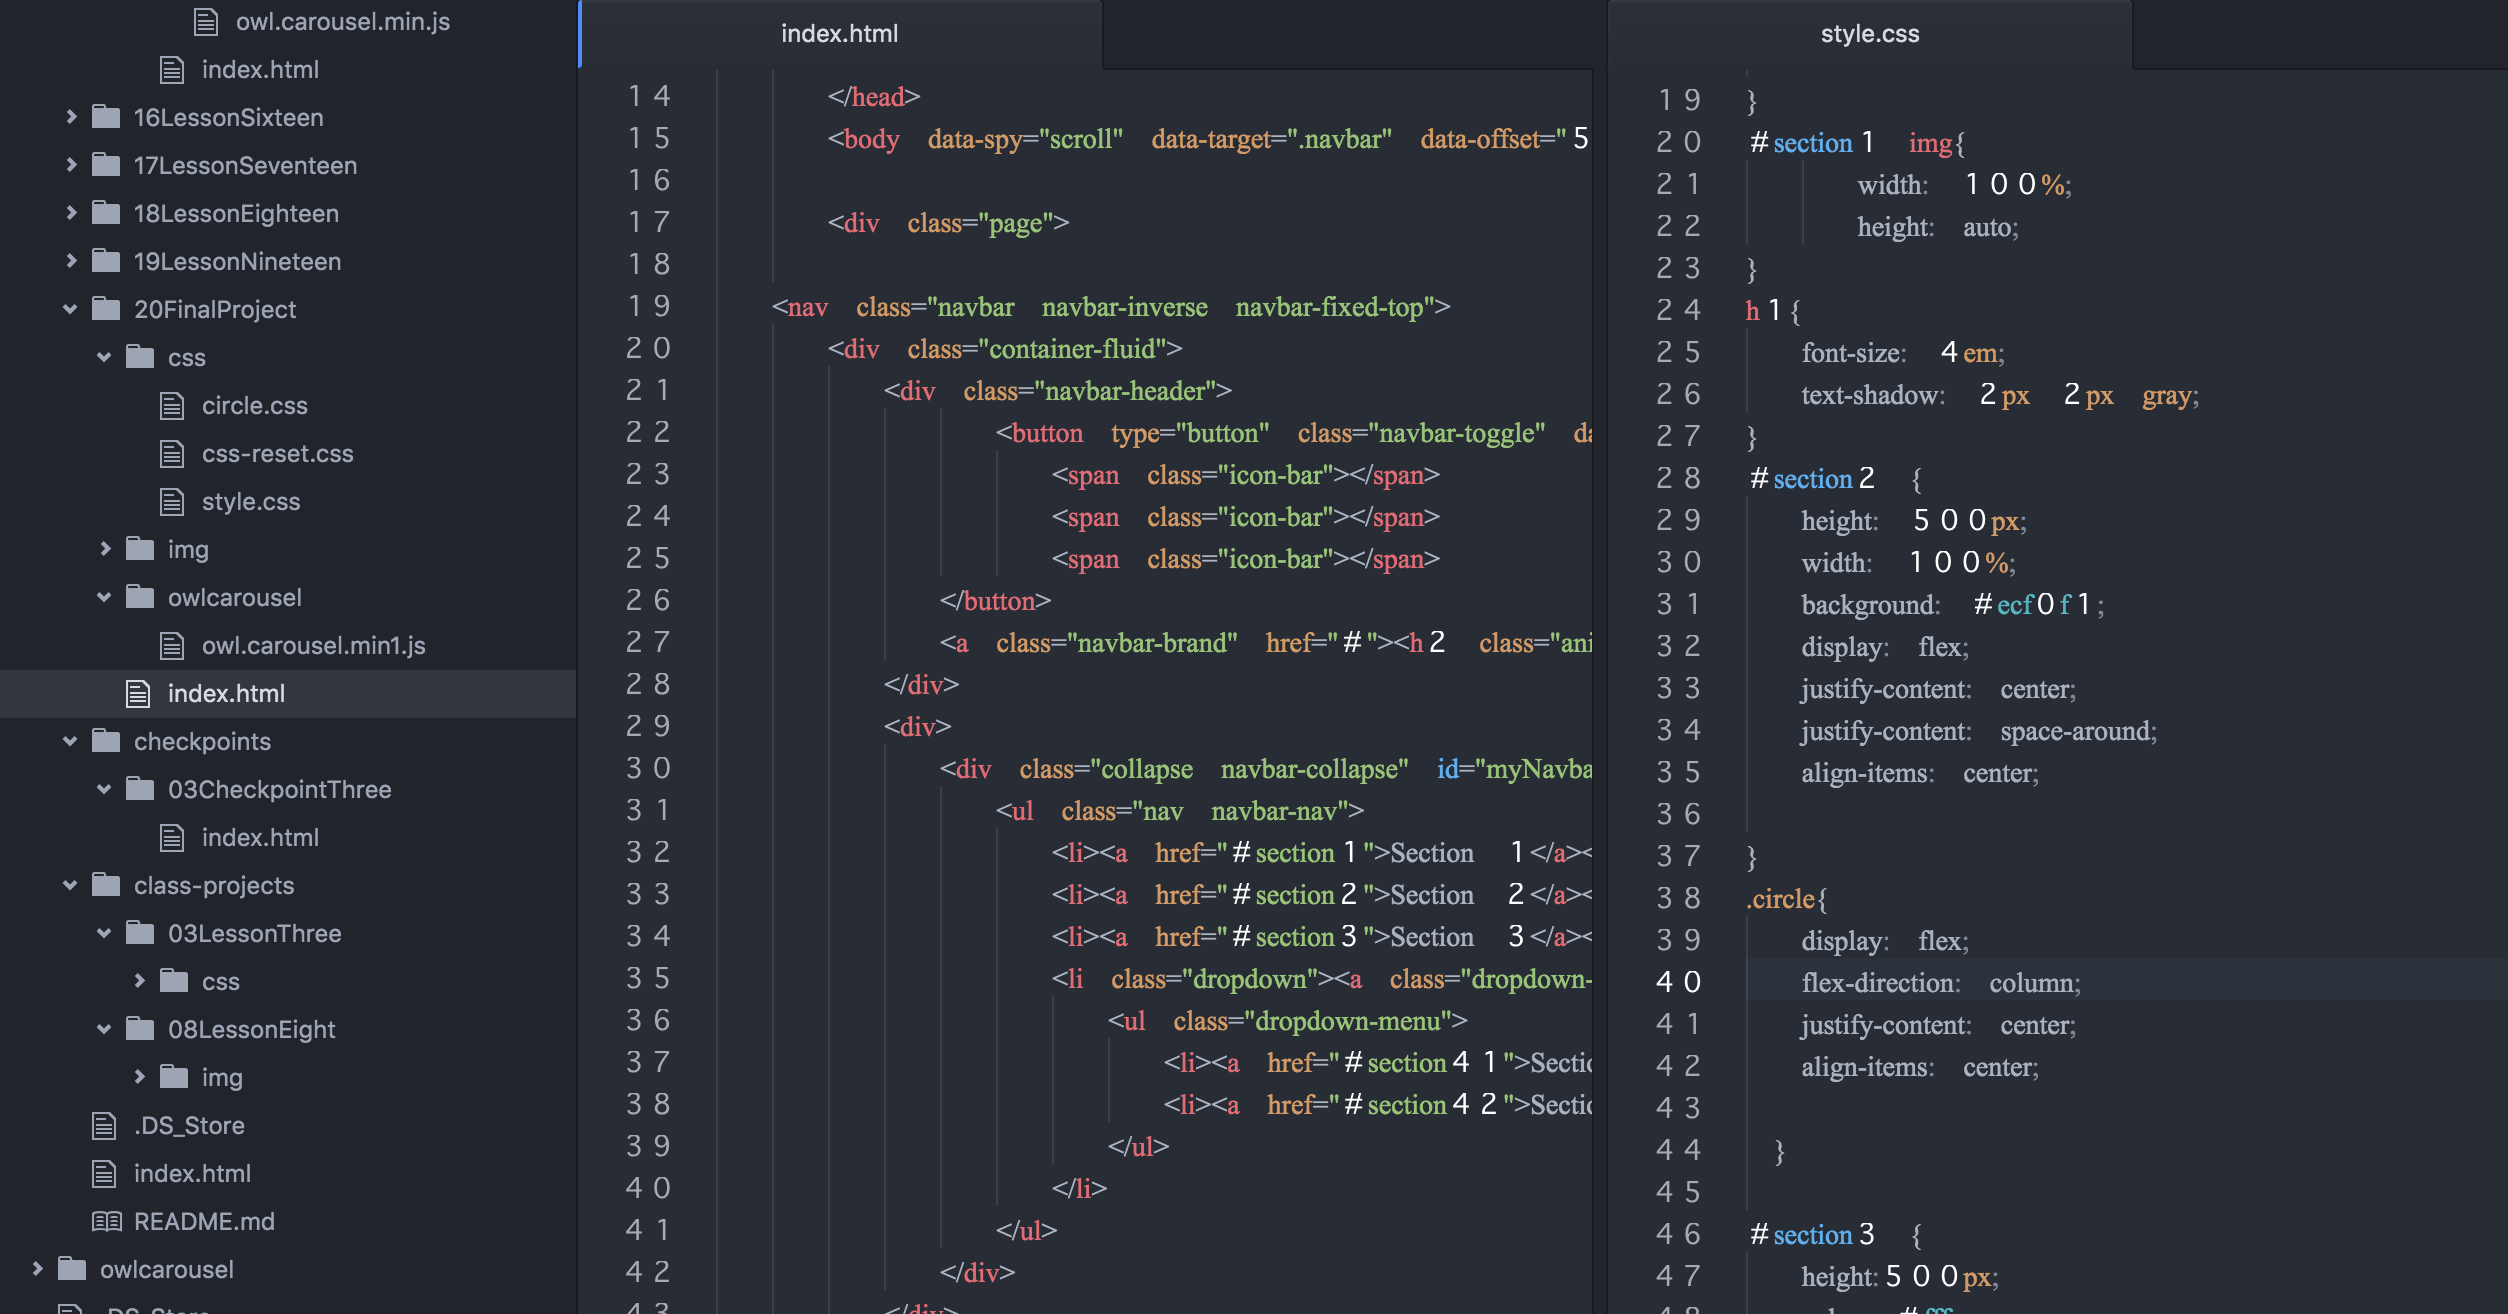 owl.carousel.min.js
index.html
16LessonSixteen
17LessonSeventeen
18LessonEighteen
19LessonNineteen
20FinalProject
css
circle.css
css-reset.css
style.css
img
owlcarousel
owl.carousel.min1.js
index.html
checkpoints
03CheckpointThree
index.html
class-projects
03LessonThree
css
08LessonEight
img
.DS_Store
index.html
README.md
owlcarousel
.DS_Store
index.html
14 </head>
15 <body data-spy="scroll" data-target=".navbar" data-offset="5
16
17 <div class="page">
18
19 <nav class="navbar navbar-inverse navbar-fixed-top">
20 <div class="container-fluid">
21 <div class="navbar-header">
22 <button type="button" class="navbar-toggle" da
23 <span class="icon-bar"></span>
24 <span class="icon-bar"></span>
25 <span class="icon-bar"></span>
26 </button>
27 <a class="navbar-brand" href="#"><h2 class="ani
28 </div>
29 <div>
30 <div class="collapse navbar-collapse" id="myNavba
31 <ul class="nav navbar-nav">
32 <li><a href="#section1">Section 1</a><
33 <li><a href="#section2">Section 2</a><
34 <li><a href="#section3">Section 3</a><
35 <li class="dropdown"><a class="dropdown-
36 <ul class="dropdown-menu">
37 <li><a href="#section41">Sectio
38 <li><a href="#section42">Sectio
39 </ul>
40 </li>
41 </ul>
42 </div>
43 </div>
style.css
19 }
20 #section1 img{
21 width: 100%;
22 height: auto;
23 }
24 h1{
25 font-size: 4em;
26 text-shadow: 2px 2px gray;
27 }
28 #section2 {
29 height: 500px;
30 width: 100%;
31 background: #ecf0f1;
32 display: flex;
33 justify-content: center;
34 justify-content: space-around;
35 align-items: center;
36
37 }
38 .circle{
39 display: flex;
40 flex-direction: column;
41 justify-content: center;
42 align-items: center;
43
44 }
45
46 #section3 {
47 height:500px;
48